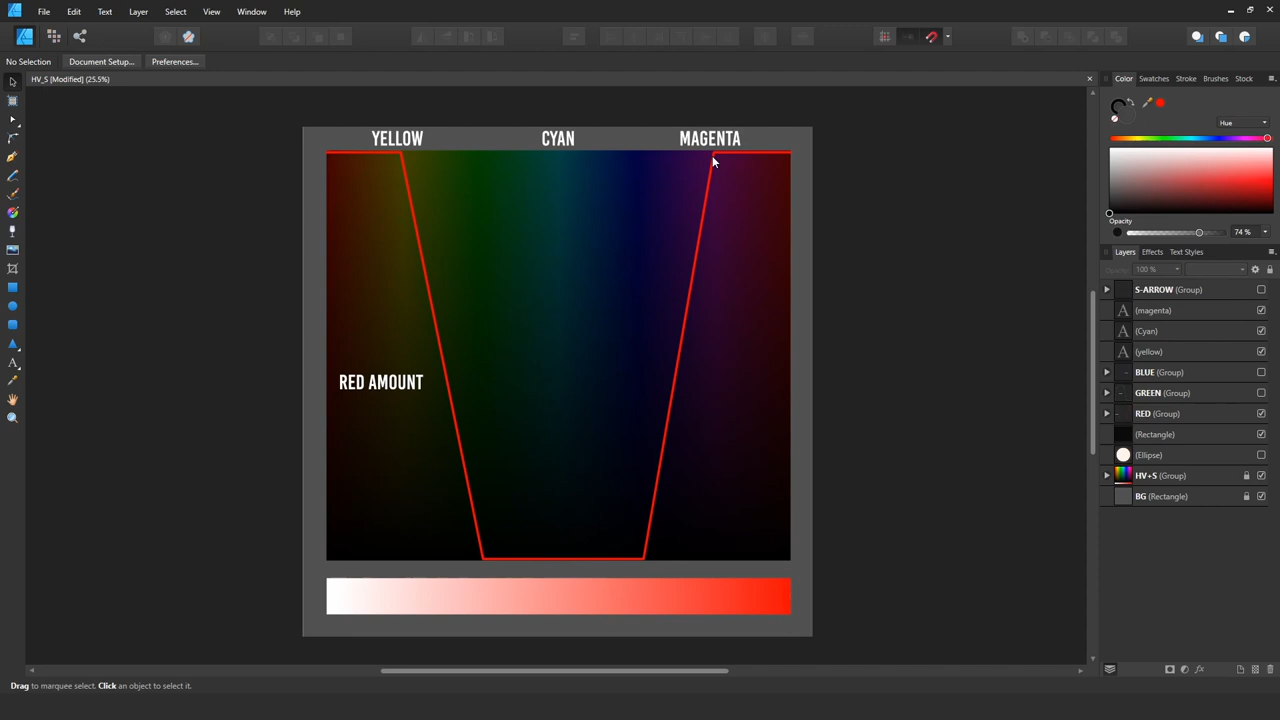 File Edit Text Layer Select View Window Help
No Selection Document Setup... Preferences...
HV_S [Modified] (25.5%)
Color Swatches Stroke Brushes Stock
Hue
Opacity
74 %
Layers Effects Text Styles
Opacity: 100 %
S-ARROW (Group)
(magenta)
(Cyan)
(yellow)
BLUE (Group)
GREEN (Group)
RED (Group)
(Rectangle)
(Ellipse)
HV+S (Group)
BG (Rectangle)
YELLOW CYAN MAGENTA
RED AMOUNT
Drag to marquee select. Click an object to select it.